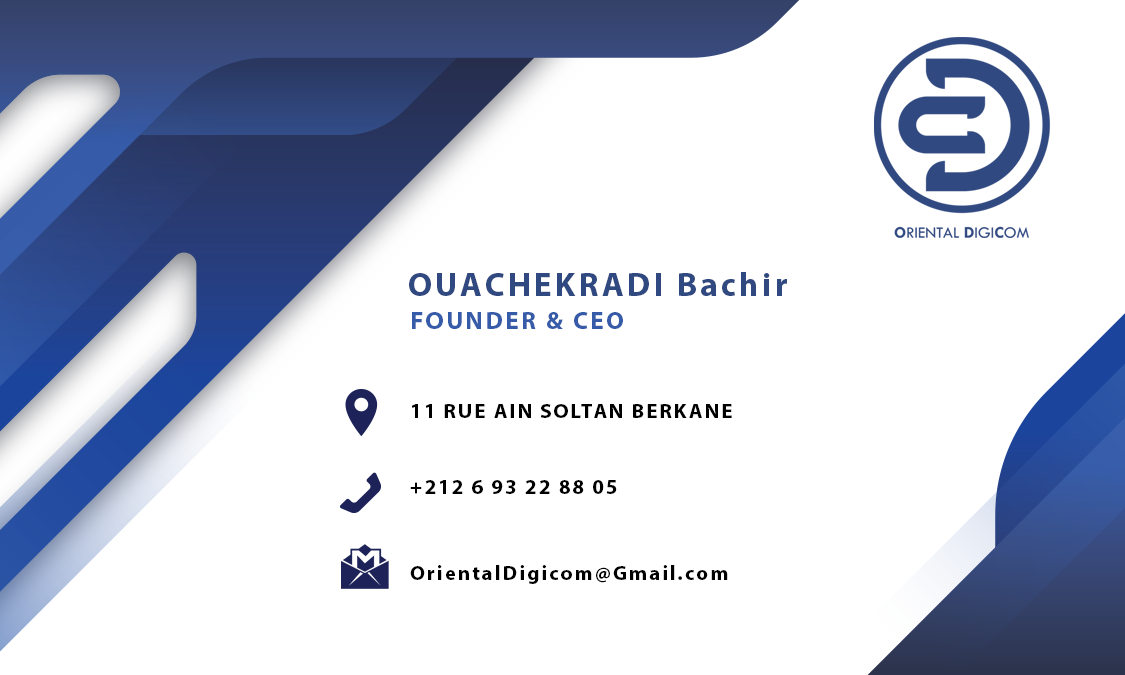 ORIENTAL DIGICOM
OUACHEKRADI Bachir
FOUNDER & CEO
11 RUE AIN SOLTAN BERKANE
+212 6 93 22 88 05
OrientalDigicom@Gmail.com